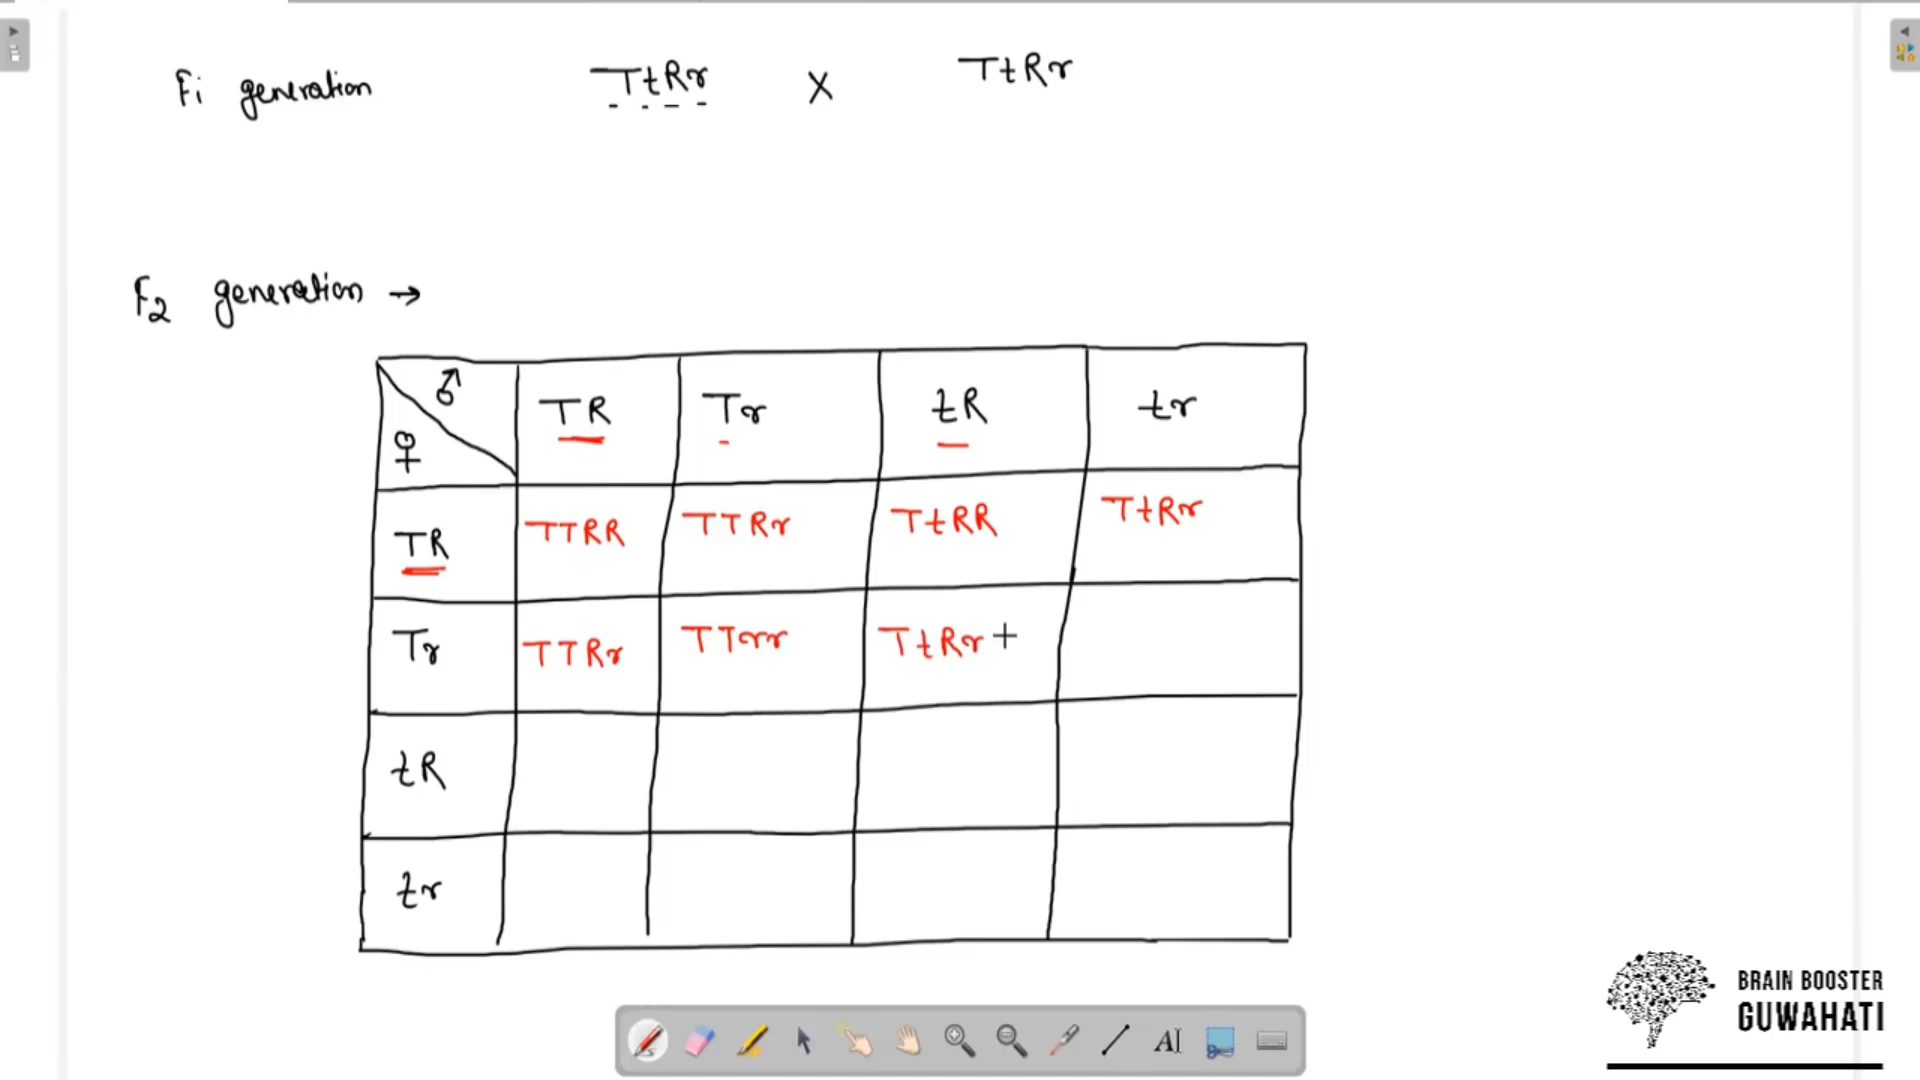 F1 generation TtRr X TtRr
F2 generation →
♂ TR Tr tR tr
♀
TR TTRR TTRr TtRR TtRr
Tr TTRr TTrr TtRr
tR
tr
BRAIN BOOSTER
GUWAHATI
AI